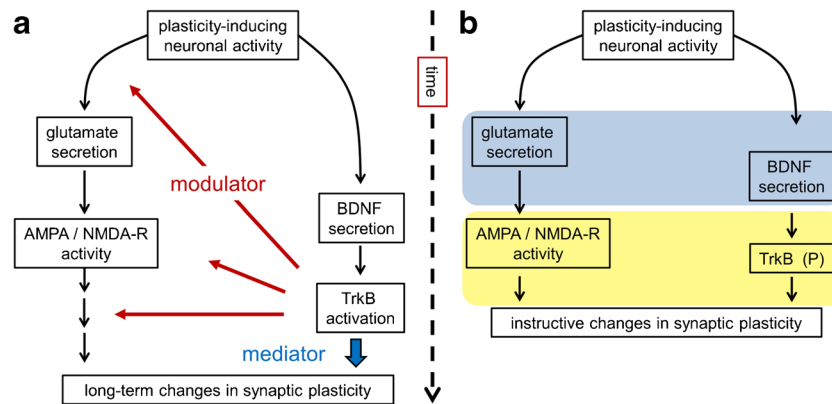 a
plasticity-inducing
neuronal activity
glutamate
secretion
modulator
AMPA / NMDA-R
activity
BDNF
secretion
TrkB
activation
mediator
long-term changes in synaptic plasticity
time
b
plasticity-inducing
neuronal activity
glutamate
secretion
BDNF
secretion
AMPA / NMDA-R
activity
TrkB (P)
instructive changes in synaptic plasticity